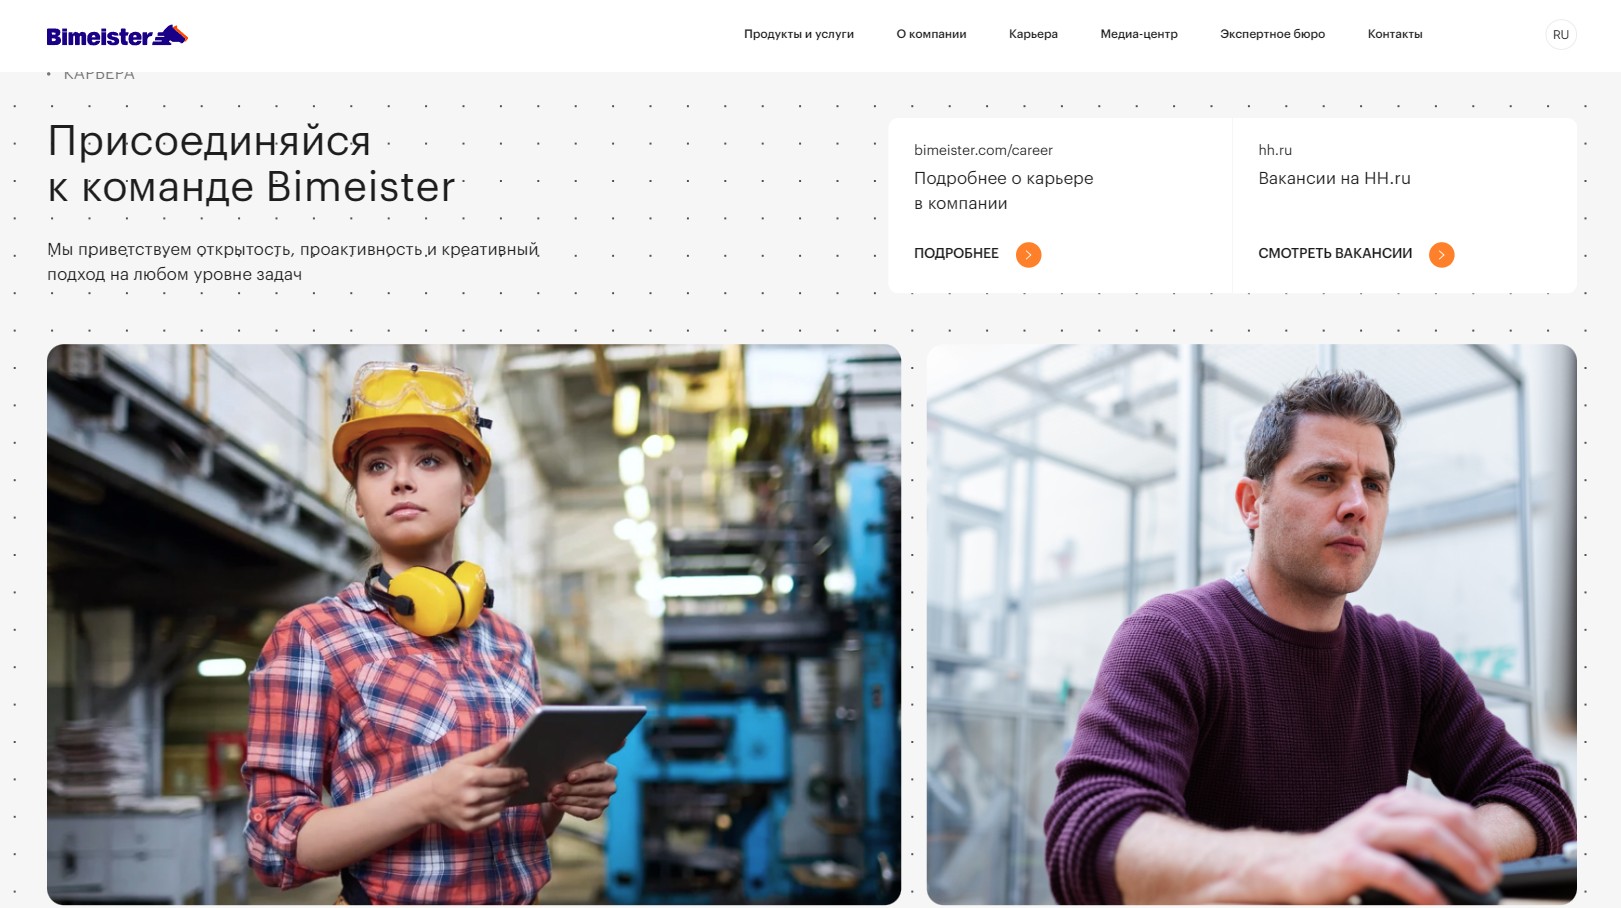 Bimeister
Продукты и услуги
О компании
Карьера
Медиа-центр
Экспертное бюро
Контакты
RU
КАРЬЕРА
Присоединяйся
к команде Bimeister
Мы приветствуем открытость, проактивность и креативный
подход на любом уровне задач
bimeister.com/career
Подробнее о карьере
в компании
ПОДРОБНЕЕ
hh.ru
Вакансии на HH.ru
СМОТРЕТЬ ВАКАНСИИ